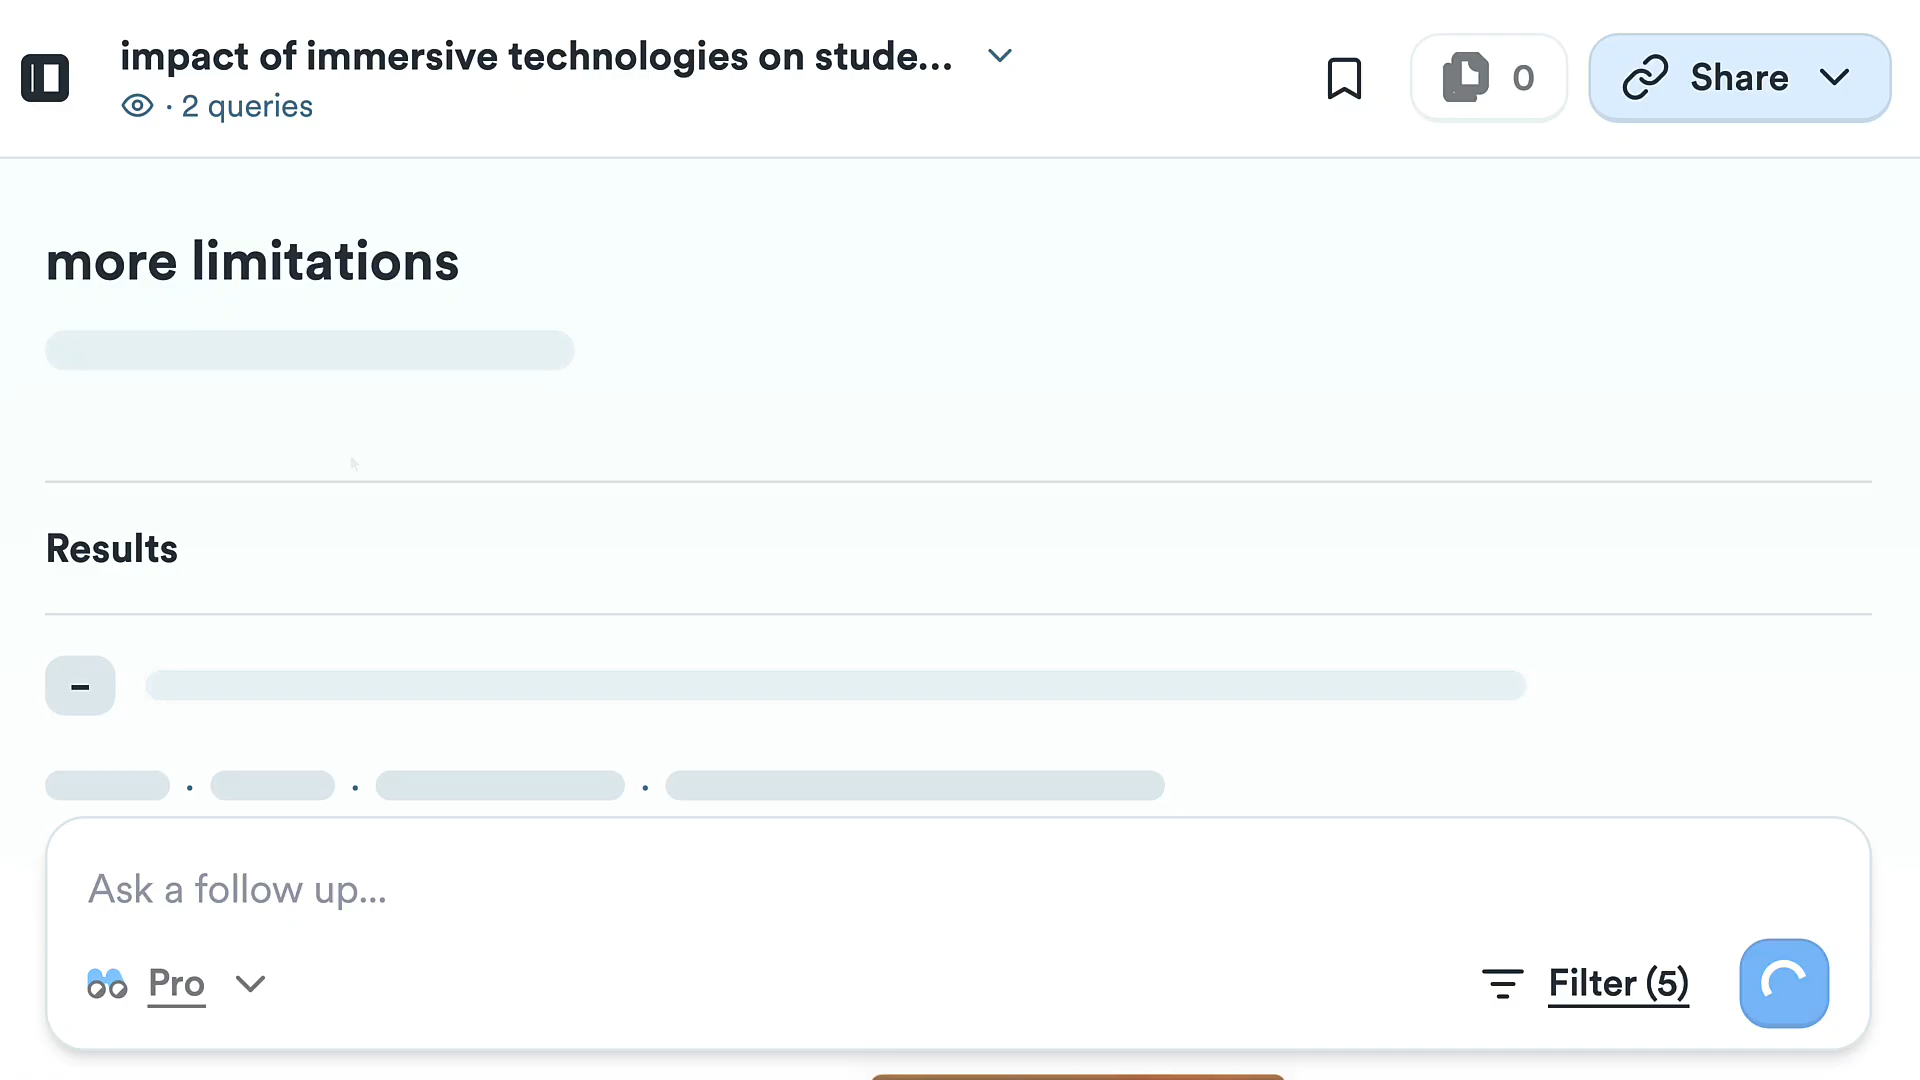 impact of immersive technologies on stude...
· 2 queries
0
Share
more limitations
Results
-
Ask a follow up...
Pro
Filter (5)